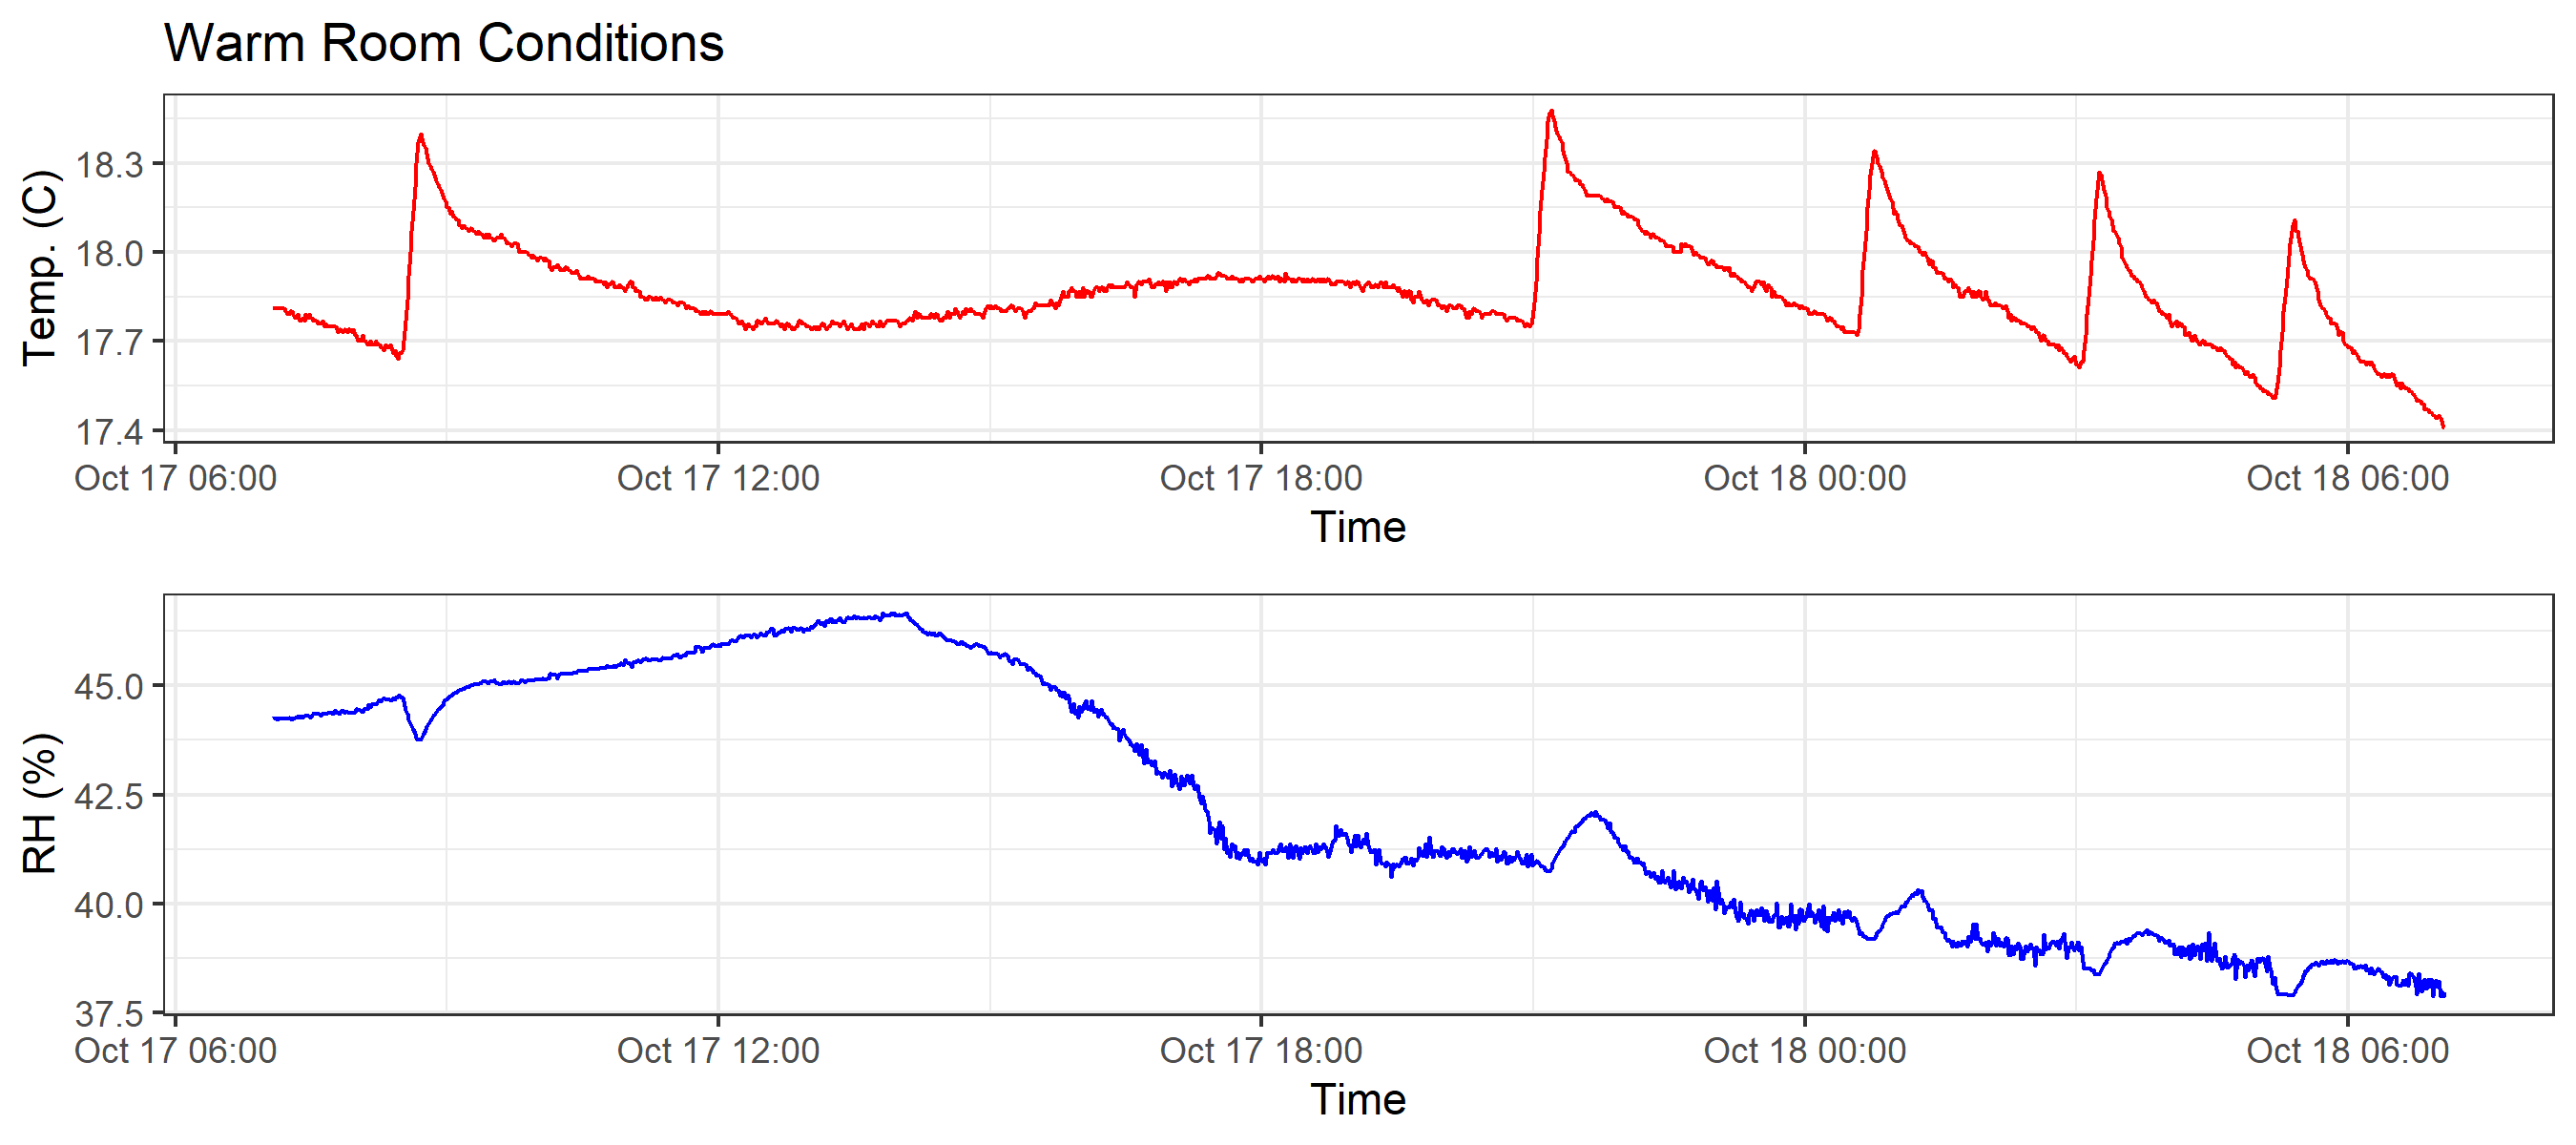 Warm Room Conditions
Temp. (C)
18.3
18.0
17.7
17.4
Oct 17 06:00 Oct 17 12:00 Oct 17 18:00 Oct 18 00:00 Oct 18 06:00
Time
RH (%)
45.0
42.5
40.0
37.5
Oct 17 06:00 Oct 17 12:00 Oct 17 18:00 Oct 18 00:00 Oct 18 06:00
Time